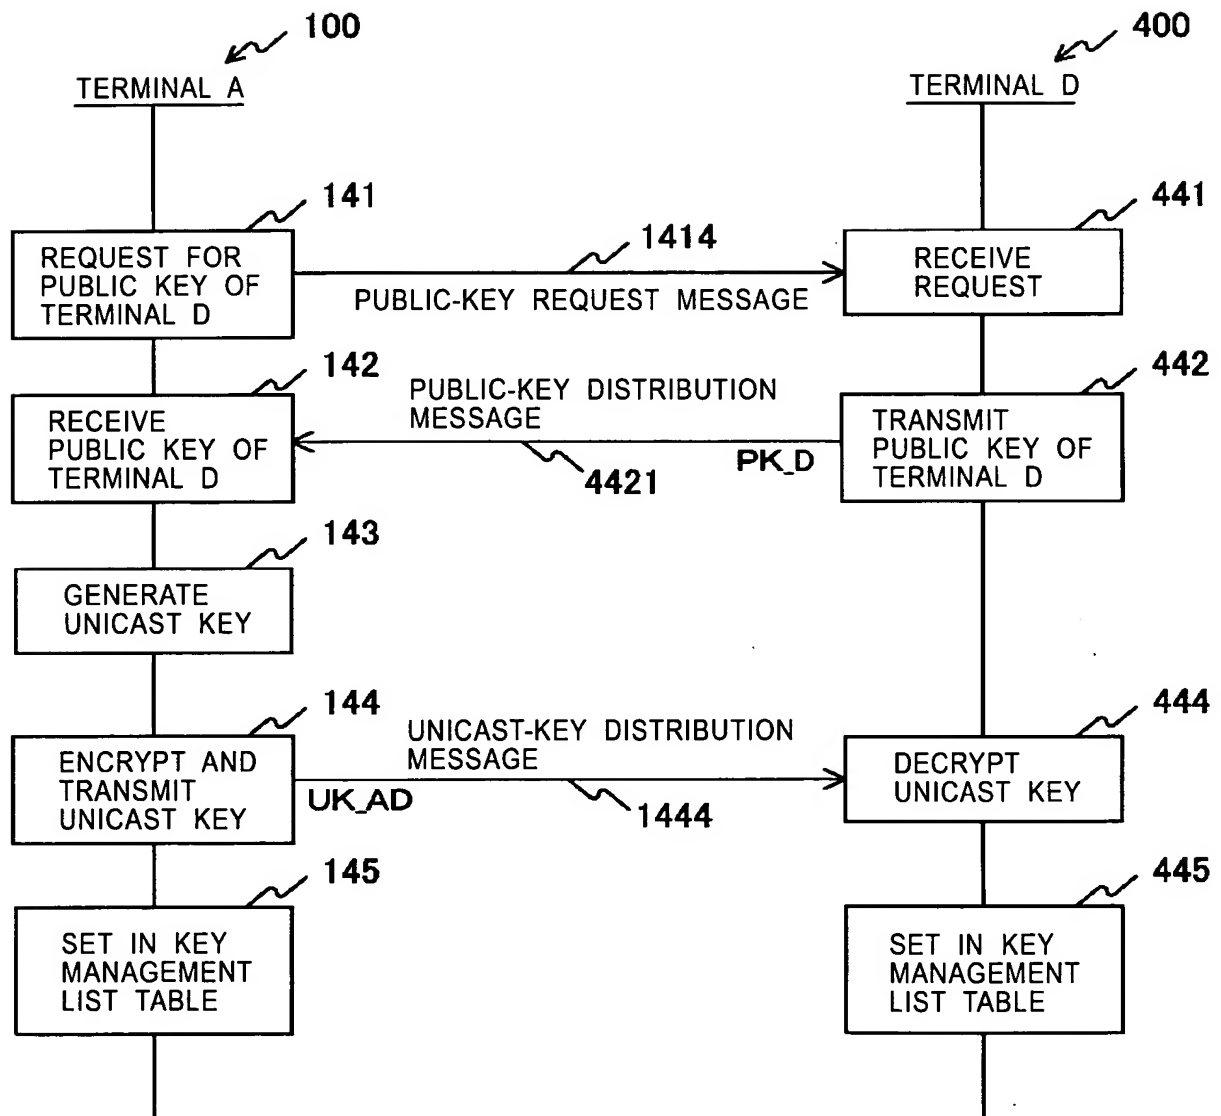 100
400
TERMINAL A
TERMINAL D
141
441
1414
REQUEST FOR
PUBLIC KEY OF
TERMINAL D
PUBLIC-KEY REQUEST MESSAGE
RECEIVE
REQUEST
142
442
PUBLIC-KEY DISTRIBUTION
MESSAGE
RECEIVE
PUBLIC KEY OF
TERMINAL D
4421
PK_D
TRANSMIT
PUBLIC KEY OF
TERMINAL D
143
GENERATE
UNICAST KEY
144
444
UNICAST-KEY DISTRIBUTION
MESSAGE
ENCRYPT AND
TRANSMIT
UNICAST KEY
UK_AD
1444
DECRYPT
UNICAST KEY
145
445
SET IN KEY
MANAGEMENT
LIST TABLE
SET IN KEY
MANAGEMENT
LIST TABLE